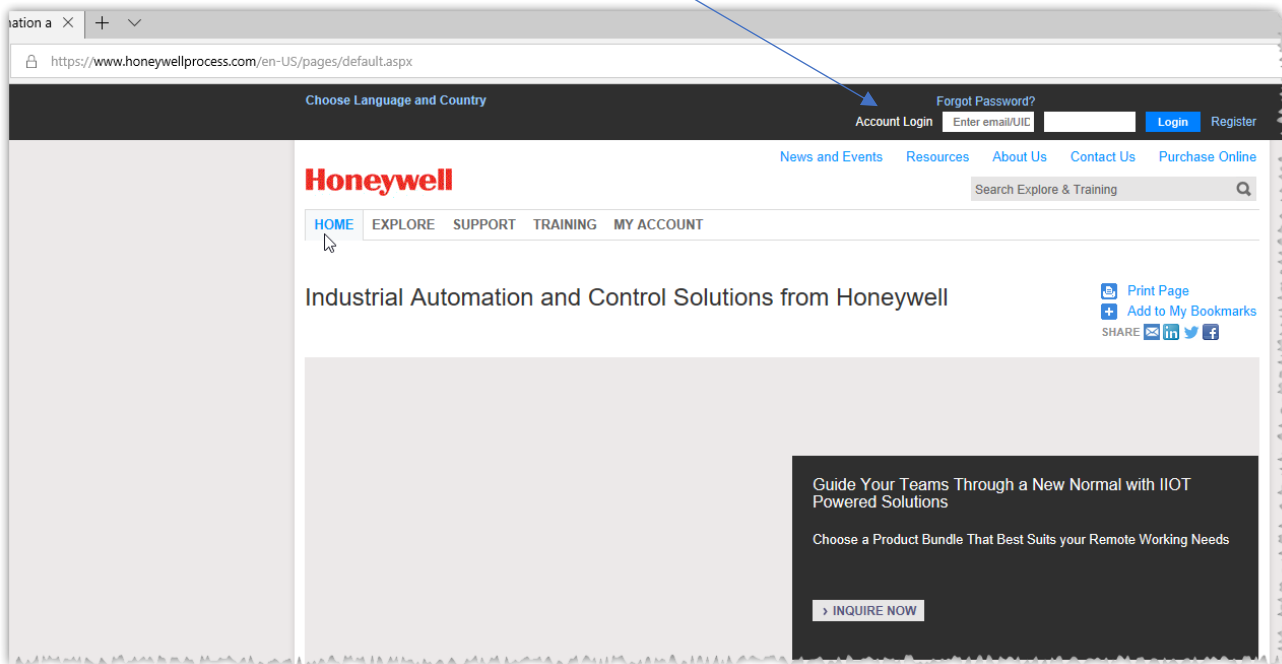 ation a
https://www.honeywellprocess.com/en-US/pages/default.aspx
Choose Language and Country
Forgot Password?
Account Login Enter email/UID Login Register
News and Events Resources About Us Contact Us Purchase Online
Honeywell
Search Explore & Training
HOME EXPLORE SUPPORT TRAINING MY ACCOUNT
Industrial Automation and Control Solutions from Honeywell
Print Page
Add to My Bookmarks
SHARE
Guide Your Teams Through a New Normal with IIOT
Powered Solutions
Choose a Product Bundle That Best Suits your Remote Working Needs
› INQUIRE NOW